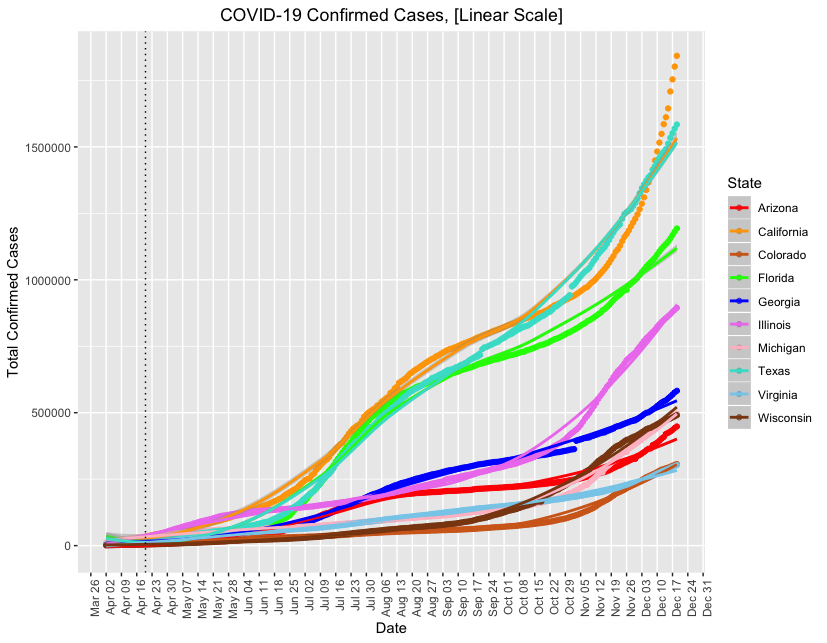 COVID-19 Confirmed Cases, [Linear Scale]
Total Confirmed Cases
1500000
1000000
500000
0
Mar 26
Apr 02
Apr 09
Apr 16
Apr 23
Apr 30
May 07
May 14
May 21
May 28
Jun 04
Jun 11
Jun 18
Jun 25
Jul 02
Jul 09
Jul 16
Jul 23
Jul 30
Aug 06
Aug 13
Aug 20
Aug 27
Sep 03
Sep 10
Sep 17
Sep 24
Oct 01
Oct 08
Oct 15
Oct 22
Oct 29
Nov 05
Nov 12
Nov 19
Nov 26
Dec 03
Dec 10
Dec 17
Dec 24
Dec 31
Date
State
Arizona
California
Colorado
Florida
Georgia
Illinois
Michigan
Texas
Virginia
Wisconsin